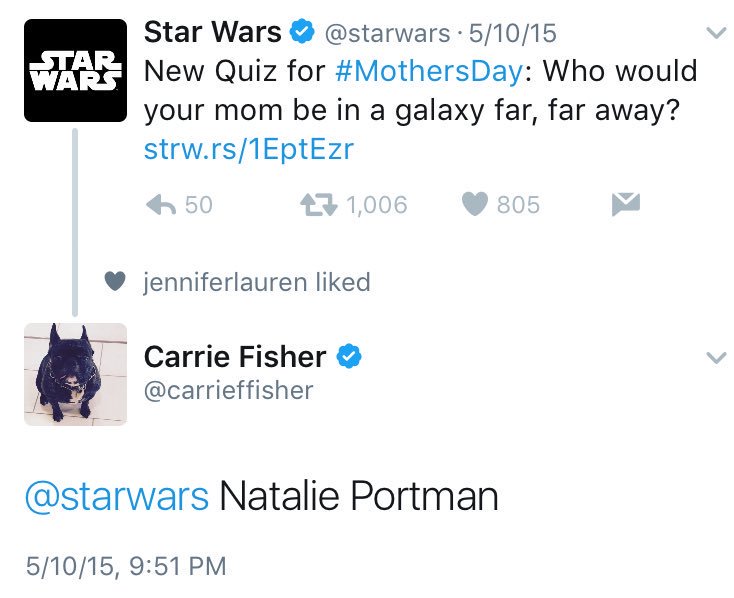 STAR
WARS
Star Wars @starwars · 5/10/15
New Quiz for #MothersDay: Who would
your mom be in a galaxy far, far away?
strw.rs/1EptEzr
50 1,006 805
jenniferlauren liked
Carrie Fisher
@carrieffisher
@starwars Natalie Portman
5/10/15, 9:51 PM